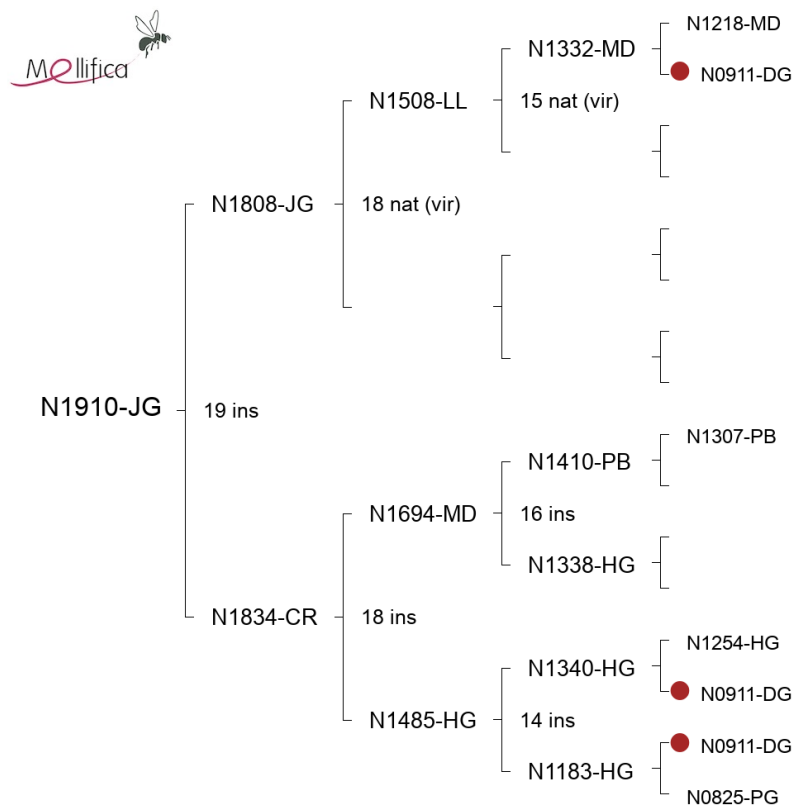 Mellifica
N1218-MD
N1332-MD
N0911-DG
N1508-LL
15 nat (vir)
N1808-JG
18 nat (vir)
N1910-JG
19 ins
N1307-PB
N1410-PB
N1694-MD
16 ins
N1338-HG
N1834-CR
18 ins
N1254-HG
N1340-HG
N0911-DG
N1485-HG
14 ins
N0911-DG
N1183-HG
N0825-PG